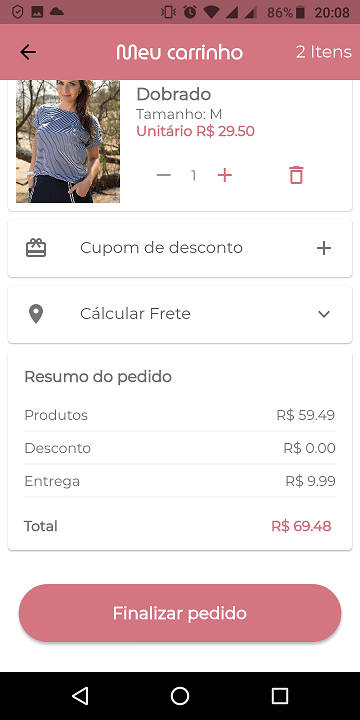 86% 20:08
Meu carrinho 2 Itens
Dobrado
Tamanho: M
Unitário R$ 29.50
1
Cupom de desconto
Cálcular Frete
Resumo do pedido
Produtos R$ 59.49
Desconto R$ 0.00
Entrega R$ 9.99
Total R$ 69.48
Finalizar pedido